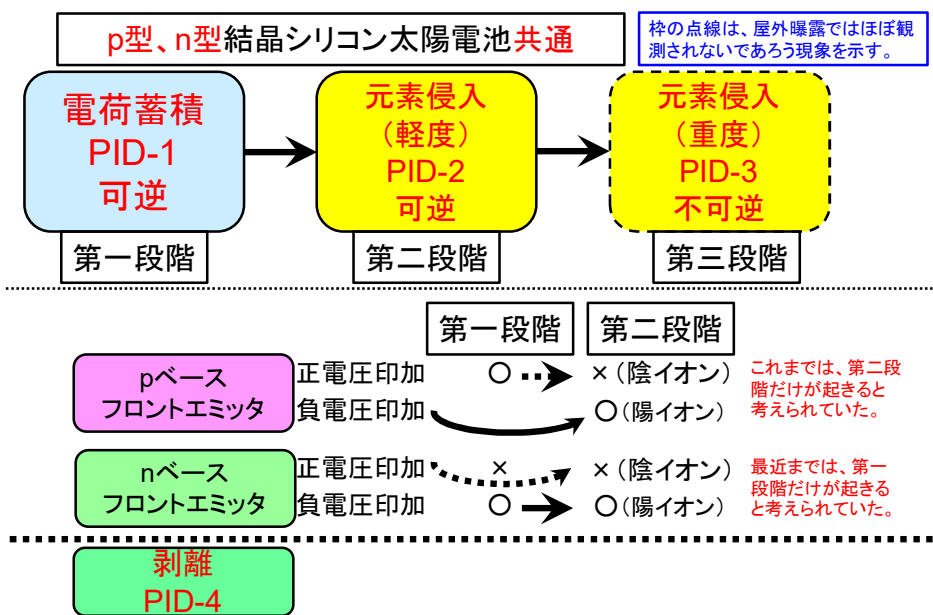 p型、n型結晶シリコン太陽電池共通
枠の点線は、屋外曝露ではほぼ観
測されないであろう現象を示す。
電荷蓄積
PID-1
可逆
元素侵入
（軽度）
PID-2
可逆
元素侵入
（重度）
PID-3
不可逆
第一段階
第二段階
第三段階
第一段階
第二段階
pベース
フロントエミッタ
正電圧印加
○
×(陰イオン)
負電圧印加
○(陽イオン)
これまでは、第二段
階だけが起きると
考えられていた。
nベース
フロントエミッタ
正電圧印加
×
×(陰イオン)
負電圧印加
○
○(陽イオン)
最近までは、第一
段階だけが起きる
と考えられていた。
剥離
PID-4